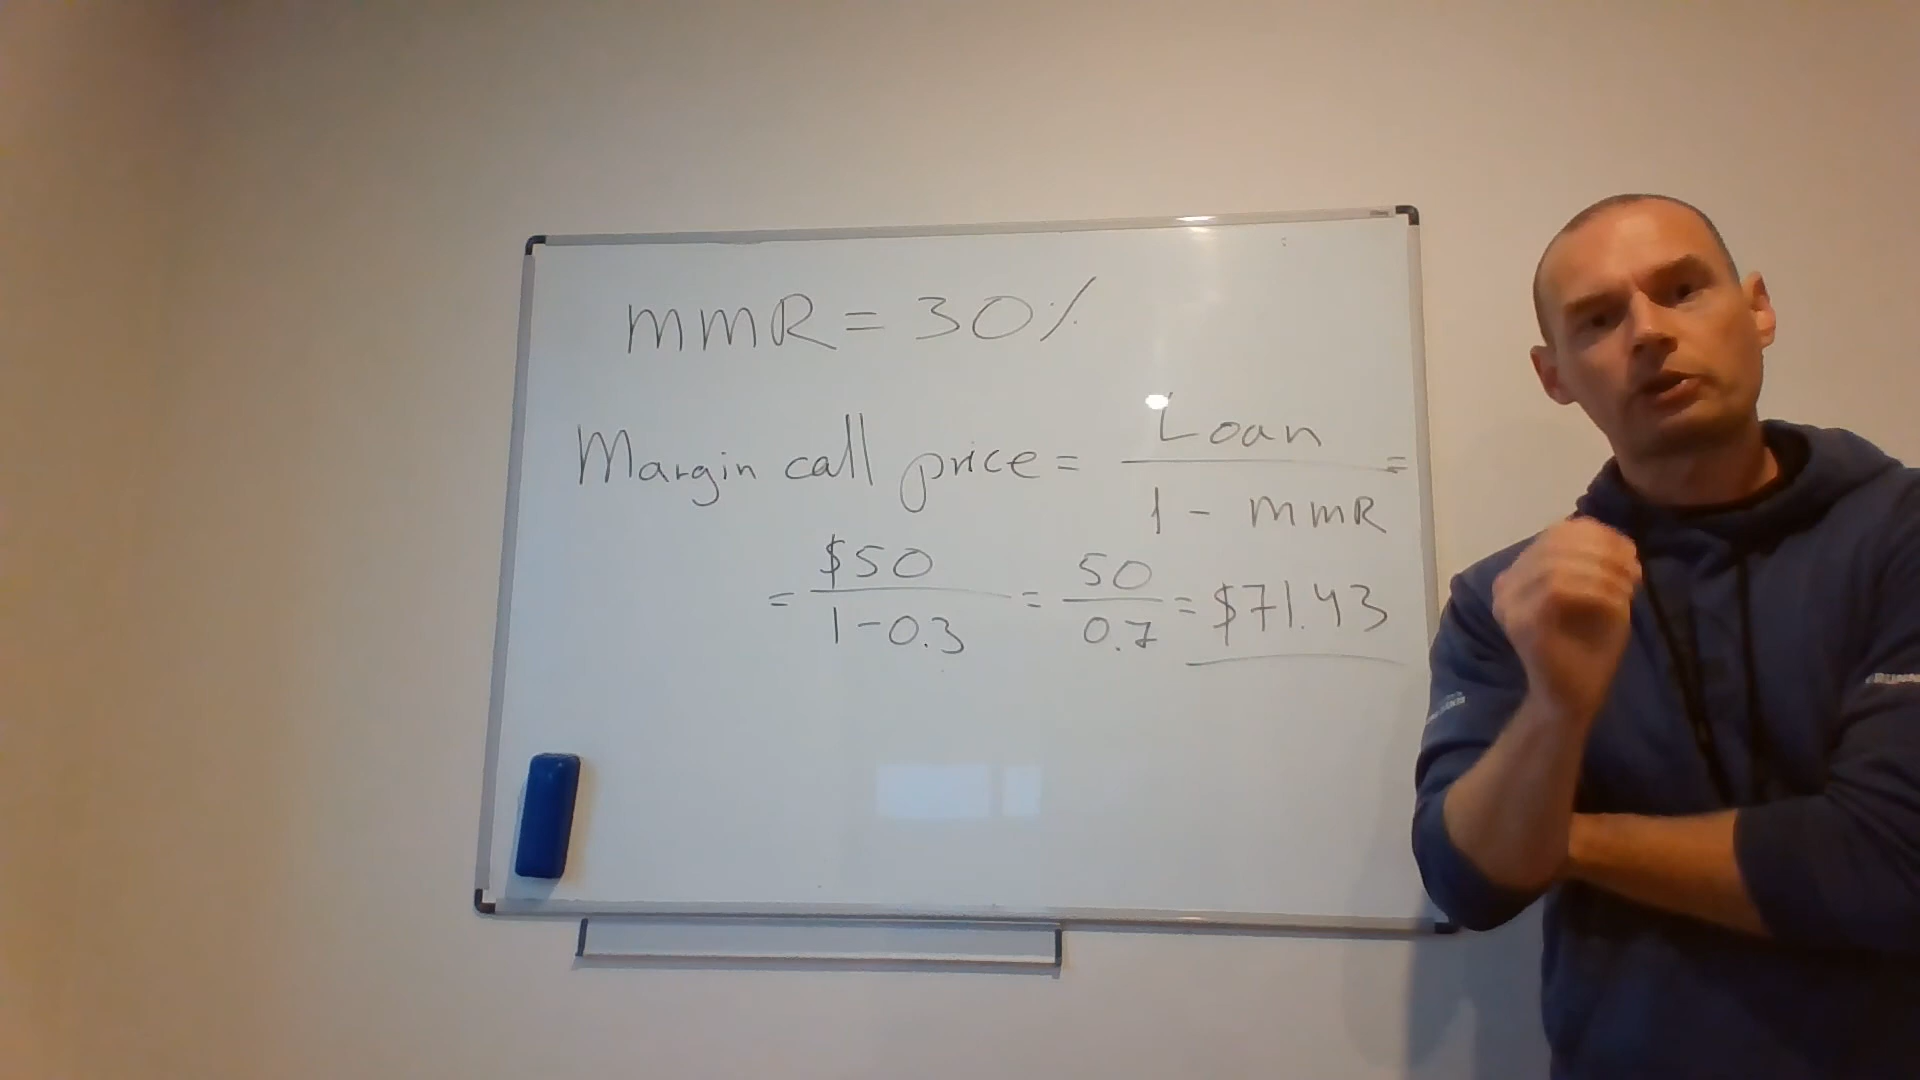 mmR = 30%
Margin call price = Loan / 1 - mmR =
= $50 / 1-0.3 = 50 / 0.7 = $71.43